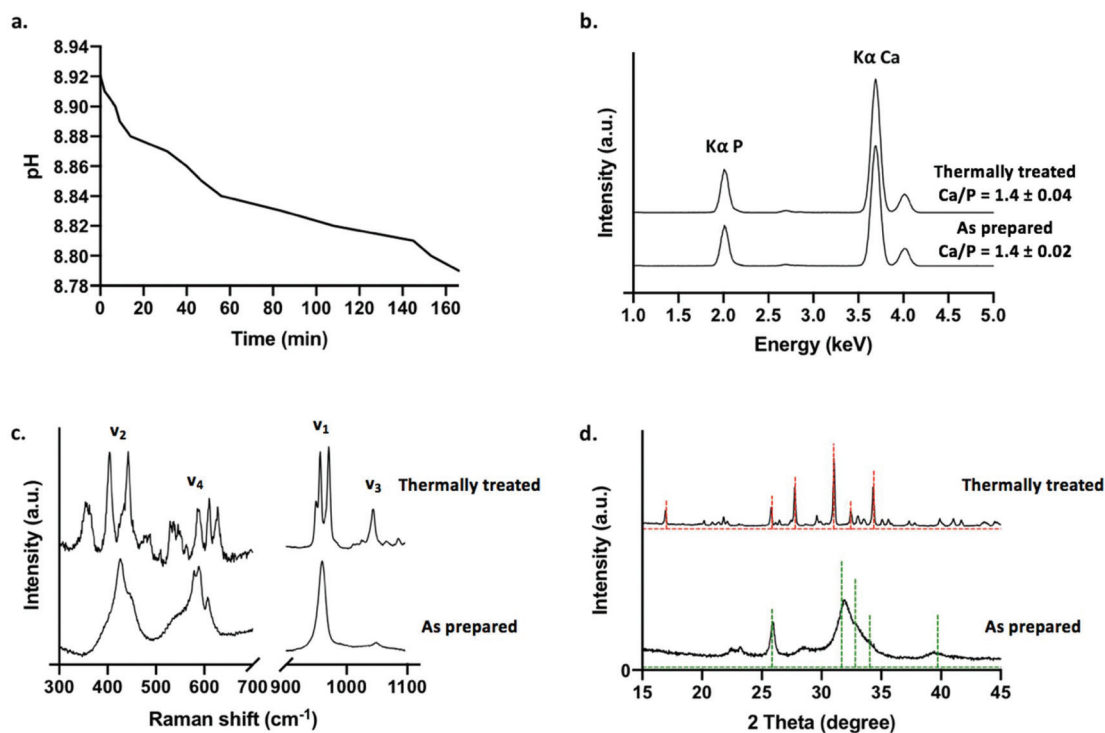 a.
8.94
8.92
8.90
8.88
8.86
8.84
8.82
8.80
8.78
pH
0 20 40 60 80 100 120 140 160
Time (min)
b.
Intensity (a.u.)
Kα P
Kα Ca
Thermally treated
Ca/P = 1.4 ± 0.04
As prepared
Ca/P = 1.4 ± 0.02
1.0 1.5 2.0 2.5 3.0 3.5 4.0 4.5 5.0
Energy (keV)
c.
Intensity (a.u.)
v₂
v₄
v₁
v₃
Thermally treated
As prepared
300 400 500 600 700 900 1000 1100
Raman shift (cm⁻¹)
d.
Intensity (a.u.)
Thermally treated
As prepared
0
15 20 25 30 35 40 45
2 Theta (degree)